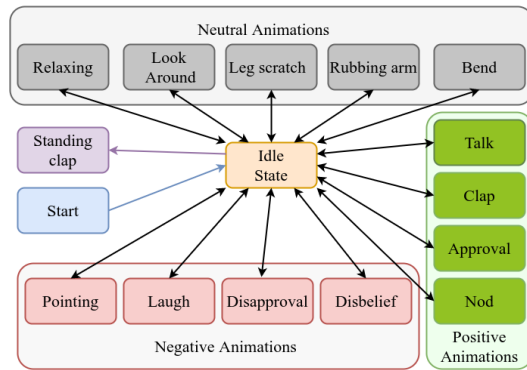 Neutral Animations
Relaxing
Look
Around
Leg scratch
Rubbing arm
Bend
Standing
clap
Idle
State
Talk
Start
Clap
Approval
Nod
Pointing
Laugh
Disapproval
Disbelief
Negative Animations
Positive
Animations